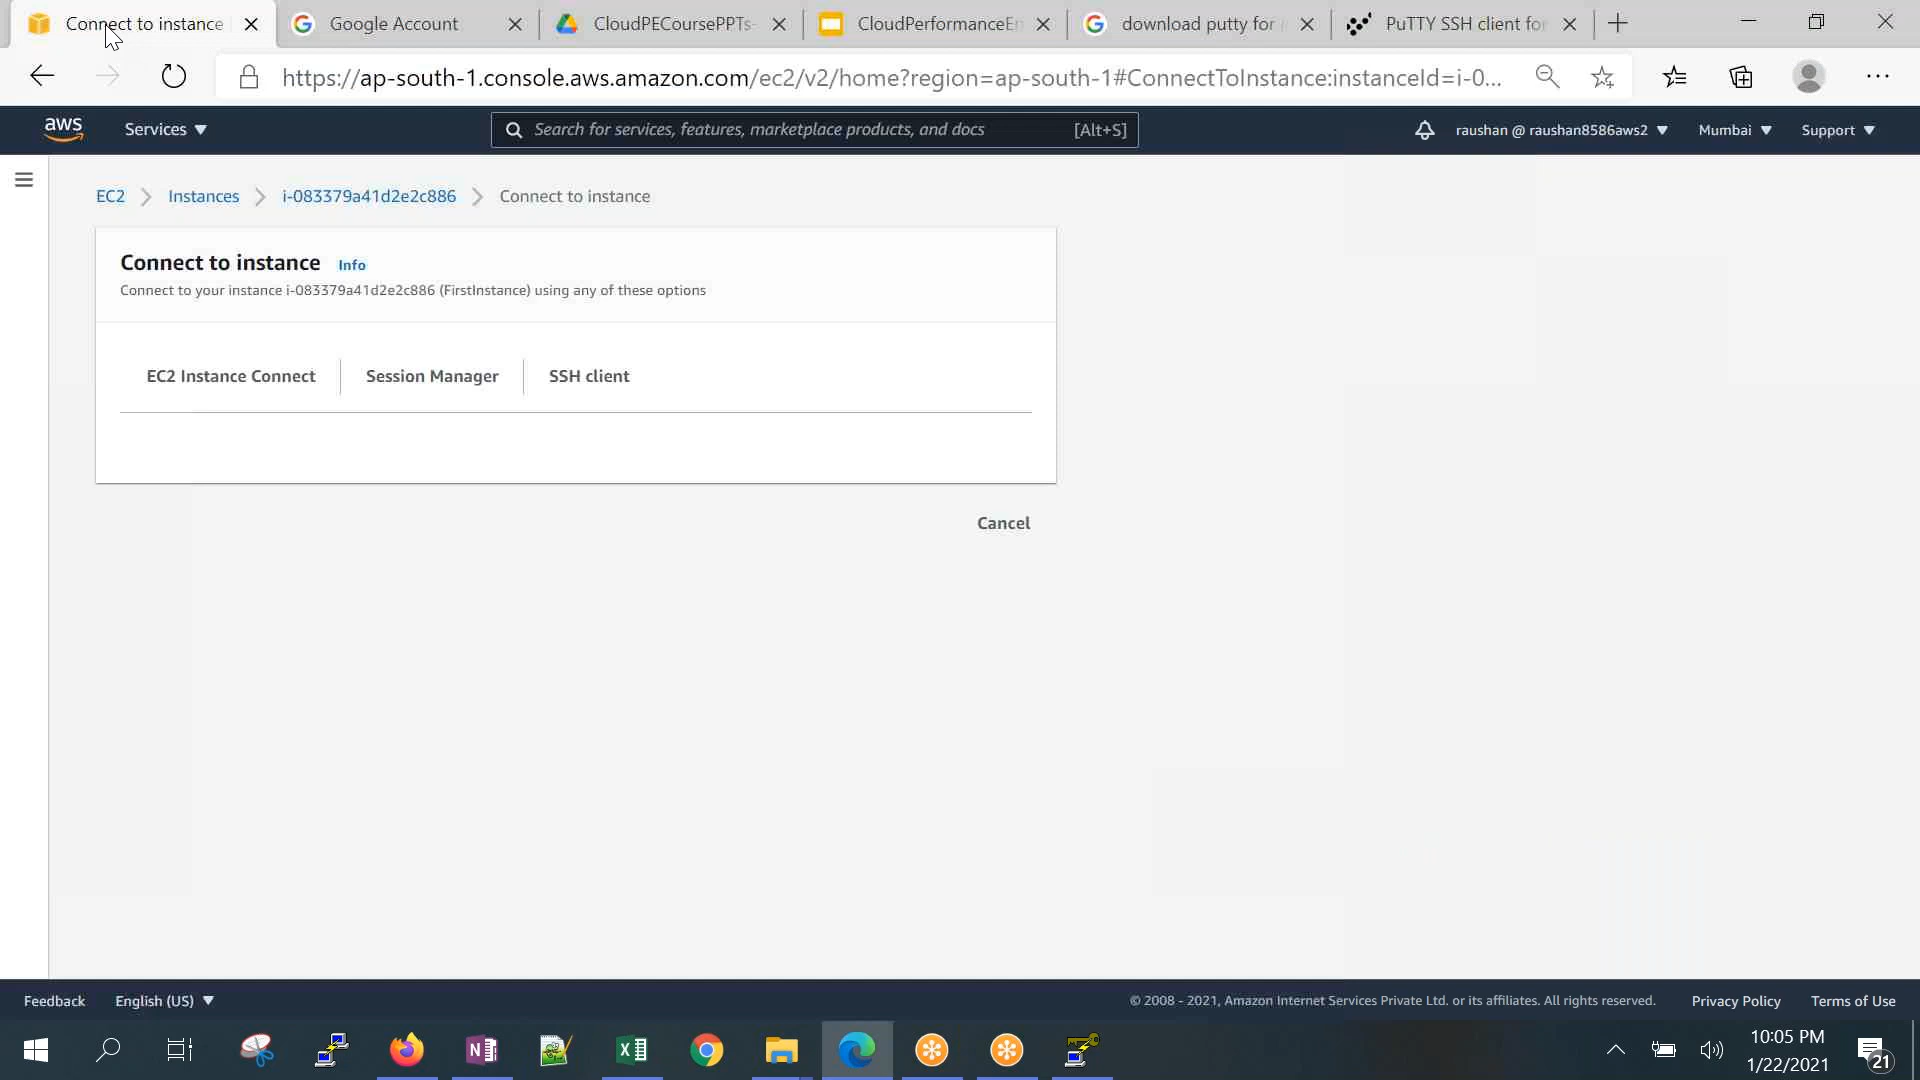 Connect to instance
Google Account
CloudPECoursePPTs-
CloudPerformanceEn
download putty for
PuTTY SSH client for
https://ap-south-1.console.aws.amazon.com/ec2/v2/home?region=ap-south-1#ConnectToInstance:instanceId=i-0...
aws
Services
Search for services, features, marketplace products, and docs
[Alt+S]
raushan @ raushan8586aws2
Mumbai
Support
EC2
Instances
i-083379a41d2e2c886
Connect to instance
Connect to instance
Info
Connect to your instance i-083379a41d2e2c886 (FirstInstance) using any of these options
EC2 Instance Connect
Session Manager
SSH client
Cancel
Feedback
English (US)
© 2008 - 2021, Amazon Internet Services Private Ltd. or its affiliates. All rights reserved.
Privacy Policy
Terms of Use
10:05 PM
1/22/2021
21